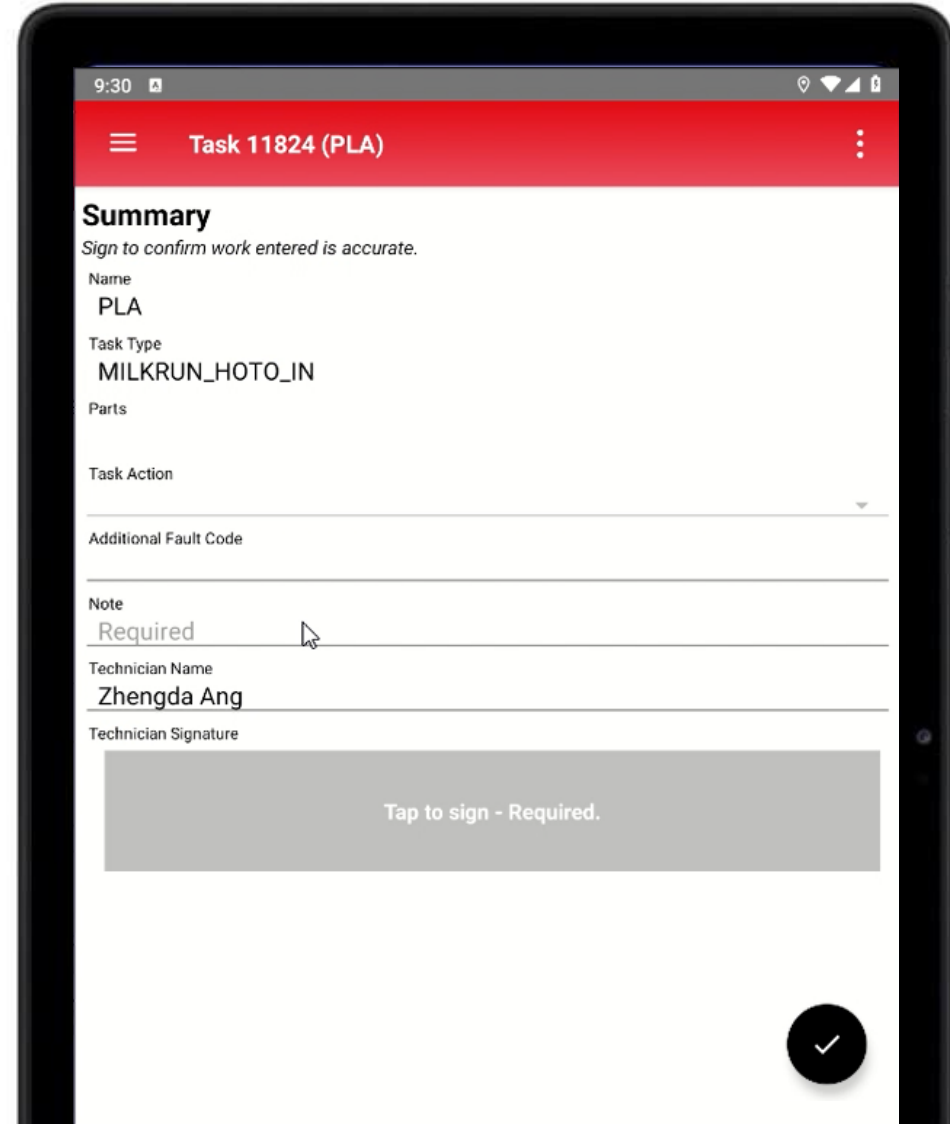 9:30
Task 11824 (PLA)
Summary
Sign to confirm work entered is accurate.
Name
PLA
Task Type
MILKRUN_HOTO_IN
Parts
Task Action
Additional Fault Code
Note
Required
Technician Name
Zhengda Ang
Technician Signature
Tap to sign - Required.